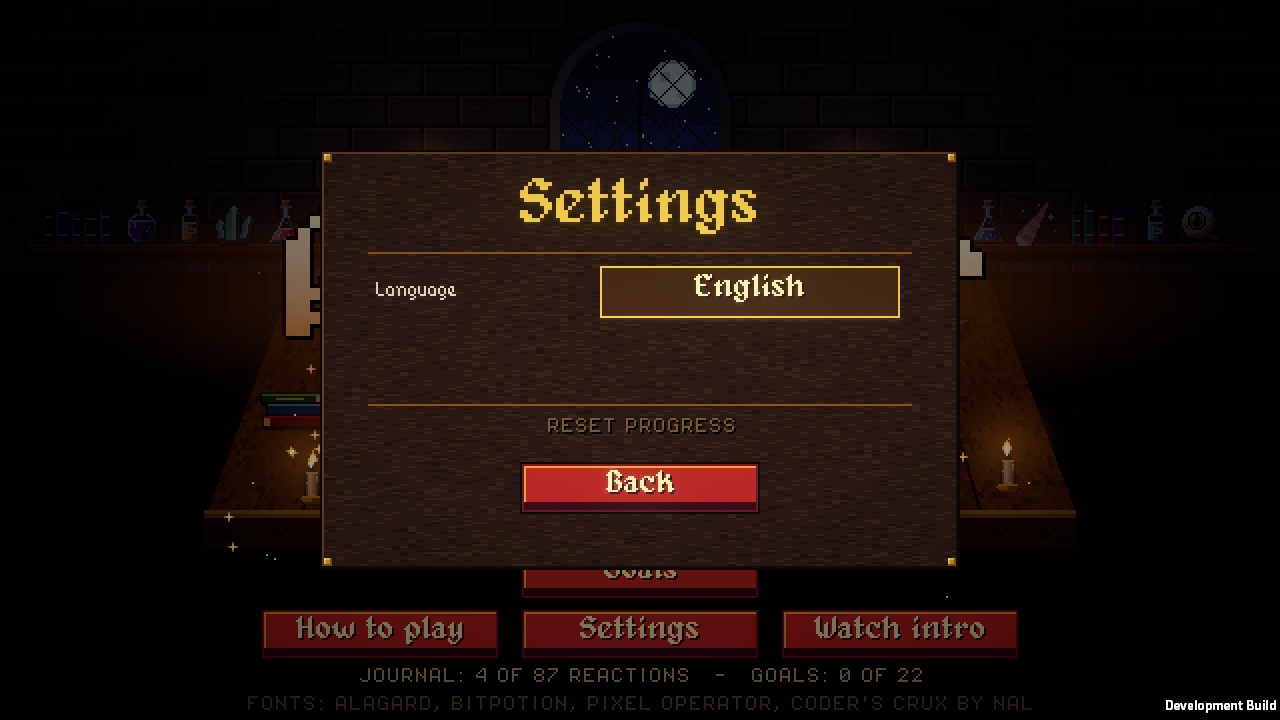 Settings
Language
English
RESET PROGRESS
Back
Goals
How to play
Settings
Watch intro
JOURNAL: 4 OF 87 REACTIONS - GOALS: 0 OF 22
FONTS: ALAGARD, BITPOTION, PIXEL OPERATOR, CODER'S CRUX BY NAL
Development Build